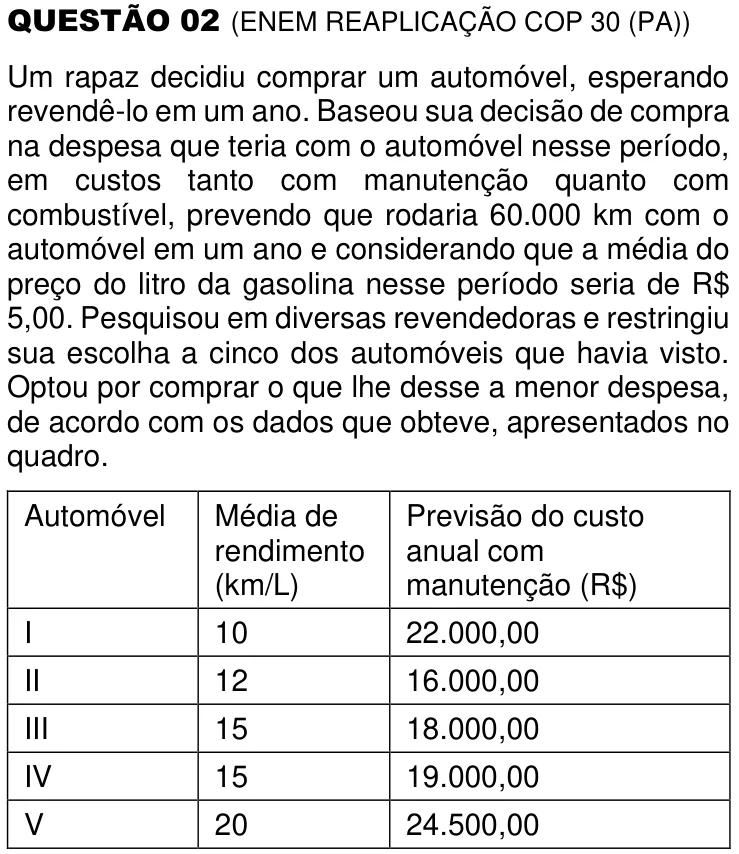 QUESTÃO 02 (ENEM REAPLICAÇÃO COP 30 (PA))
Um rapaz decidiu comprar um automóvel, esperando
revendê-lo em um ano. Baseou sua decisão de compra
na despesa que teria com o automóvel nesse período,
em custos tanto com manutenção quanto com
combustível, prevendo que rodaria 60.000 km com o
automóvel em um ano e considerando que a média do
preço do litro da gasolina nesse período seria de R$
5,00. Pesquisou em diversas revendedoras e restringiu
sua escolha a cinco dos automóveis que havia visto.
Optou por comprar o que lhe desse a menor despesa,
de acordo com os dados que obteve, apresentados no
quadro.
Automóvel Média de rendimento (km/L) Previsão do custo anual com manutenção (R$)
I 10 22.000,00
II 12 16.000,00
III 15 18.000,00
IV 15 19.000,00
V 20 24.500,00